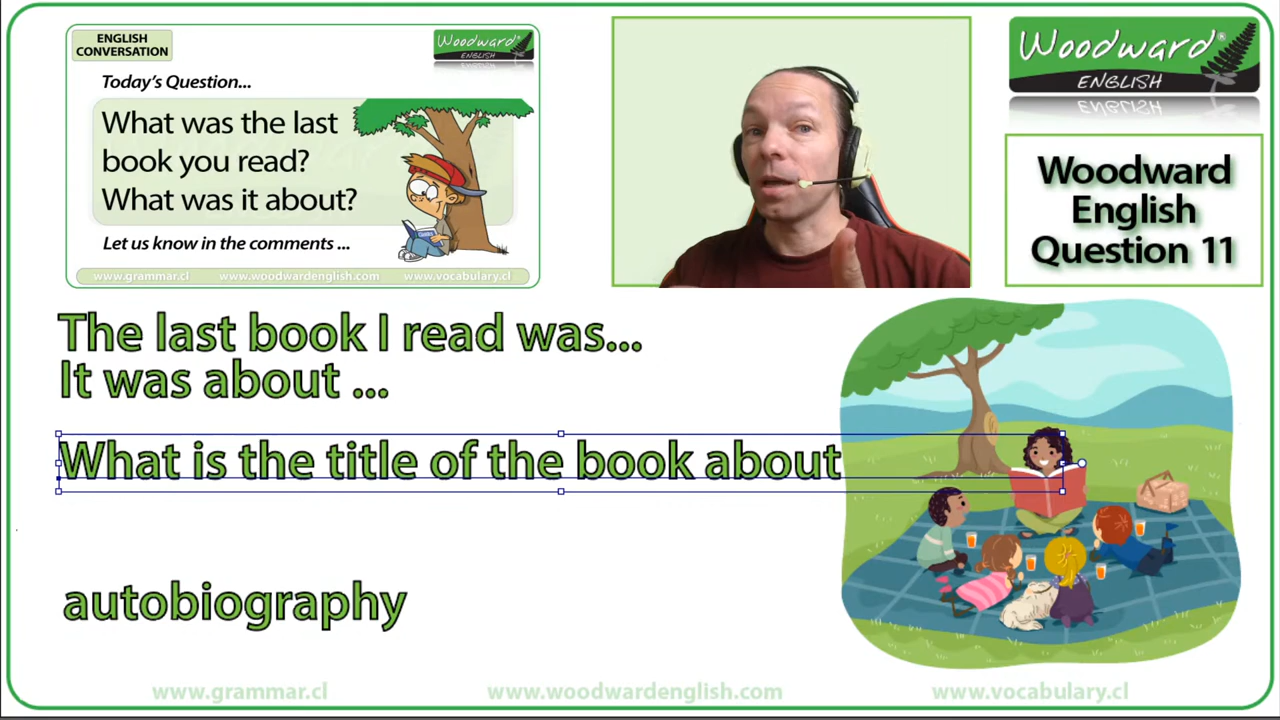 ENGLISH
CONVERSATION
Woodward®
ENGLISH
Today's Question...
What was the last
book you read?
What was it about?
Let us know in the comments ...
www.grammar.cl www.woodwardenglish.com www.vocabulary.cl
Woodward®
ENGLISH
Woodward
English
Question 11
The last book I read was...
It was about ...
What is the title of the book about
autobiography
www.grammar.cl www.woodwardenglish.com www.vocabulary.cl